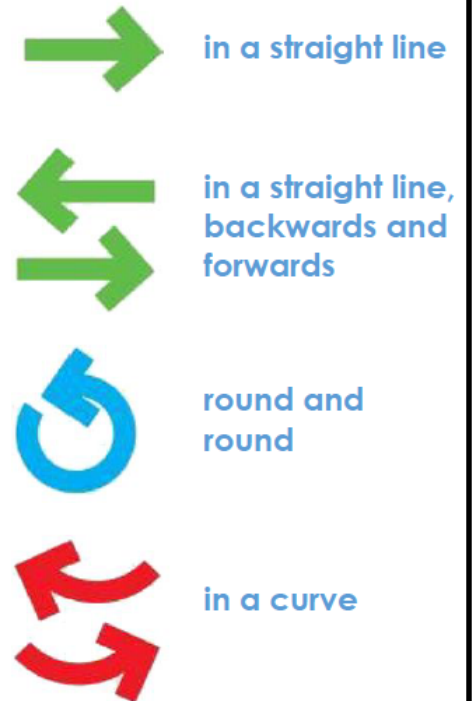 in a straight line
in a straight line,
backwards and
forwards
round and
round
in a curve